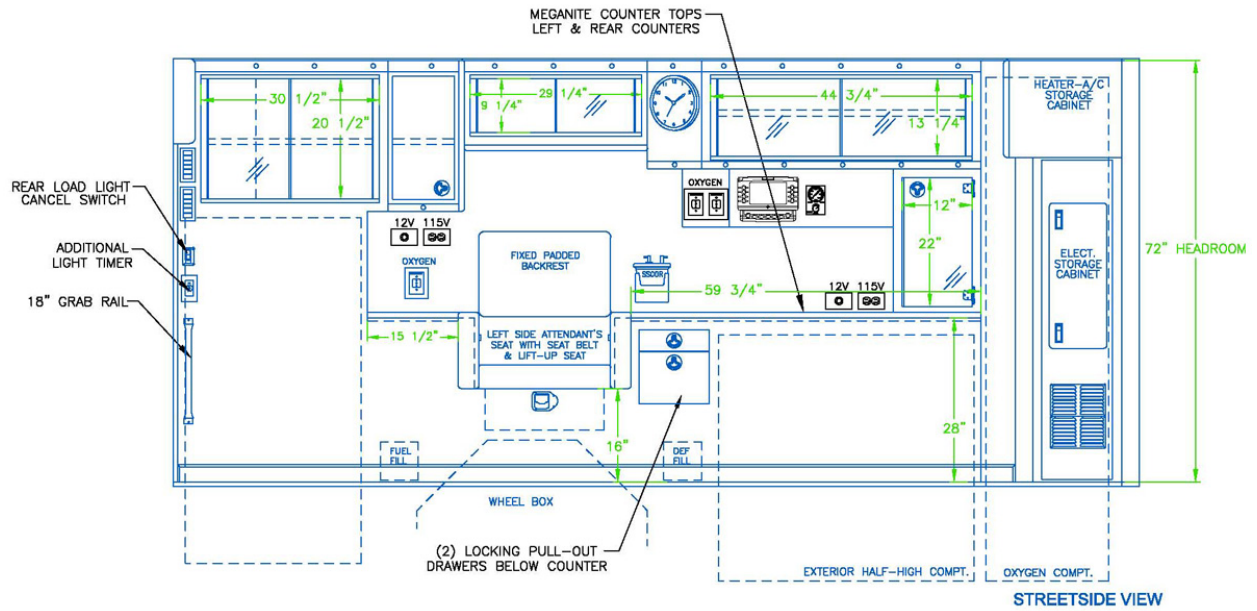 MEGANITE COUNTER TOPS
LEFT & REAR COUNTERS
HEATER-A/C
STORAGE
CABINET
30 1/2"
20 1/2"
29 1/4"
9 1/4"
44 3/4"
13 1/4"
REAR LOAD LIGHT
CANCEL SWITCH
ADDITIONAL
LIGHT TIMER
18" GRAB RAIL
12V 115V
OXYGEN
FIXED PADDED
BACKREST
OXYGEN
SSCOR
12"
22"
59 3/4"
12V 115V
ELECT.
STORAGE
CABINET
72" HEADROOM
15 1/2"
LEFT SIDE ATTENDANT'S
SEAT WITH SEAT BELT
& LIFT-UP SEAT
16"
28"
FUEL
FILL
DEF
FILL
WHEEL BOX
(2) LOCKING PULL-OUT
DRAWERS BELOW COUNTER
EXTERIOR HALF-HIGH COMPT.
OXYGEN COMPT.
STREETSIDE VIEW